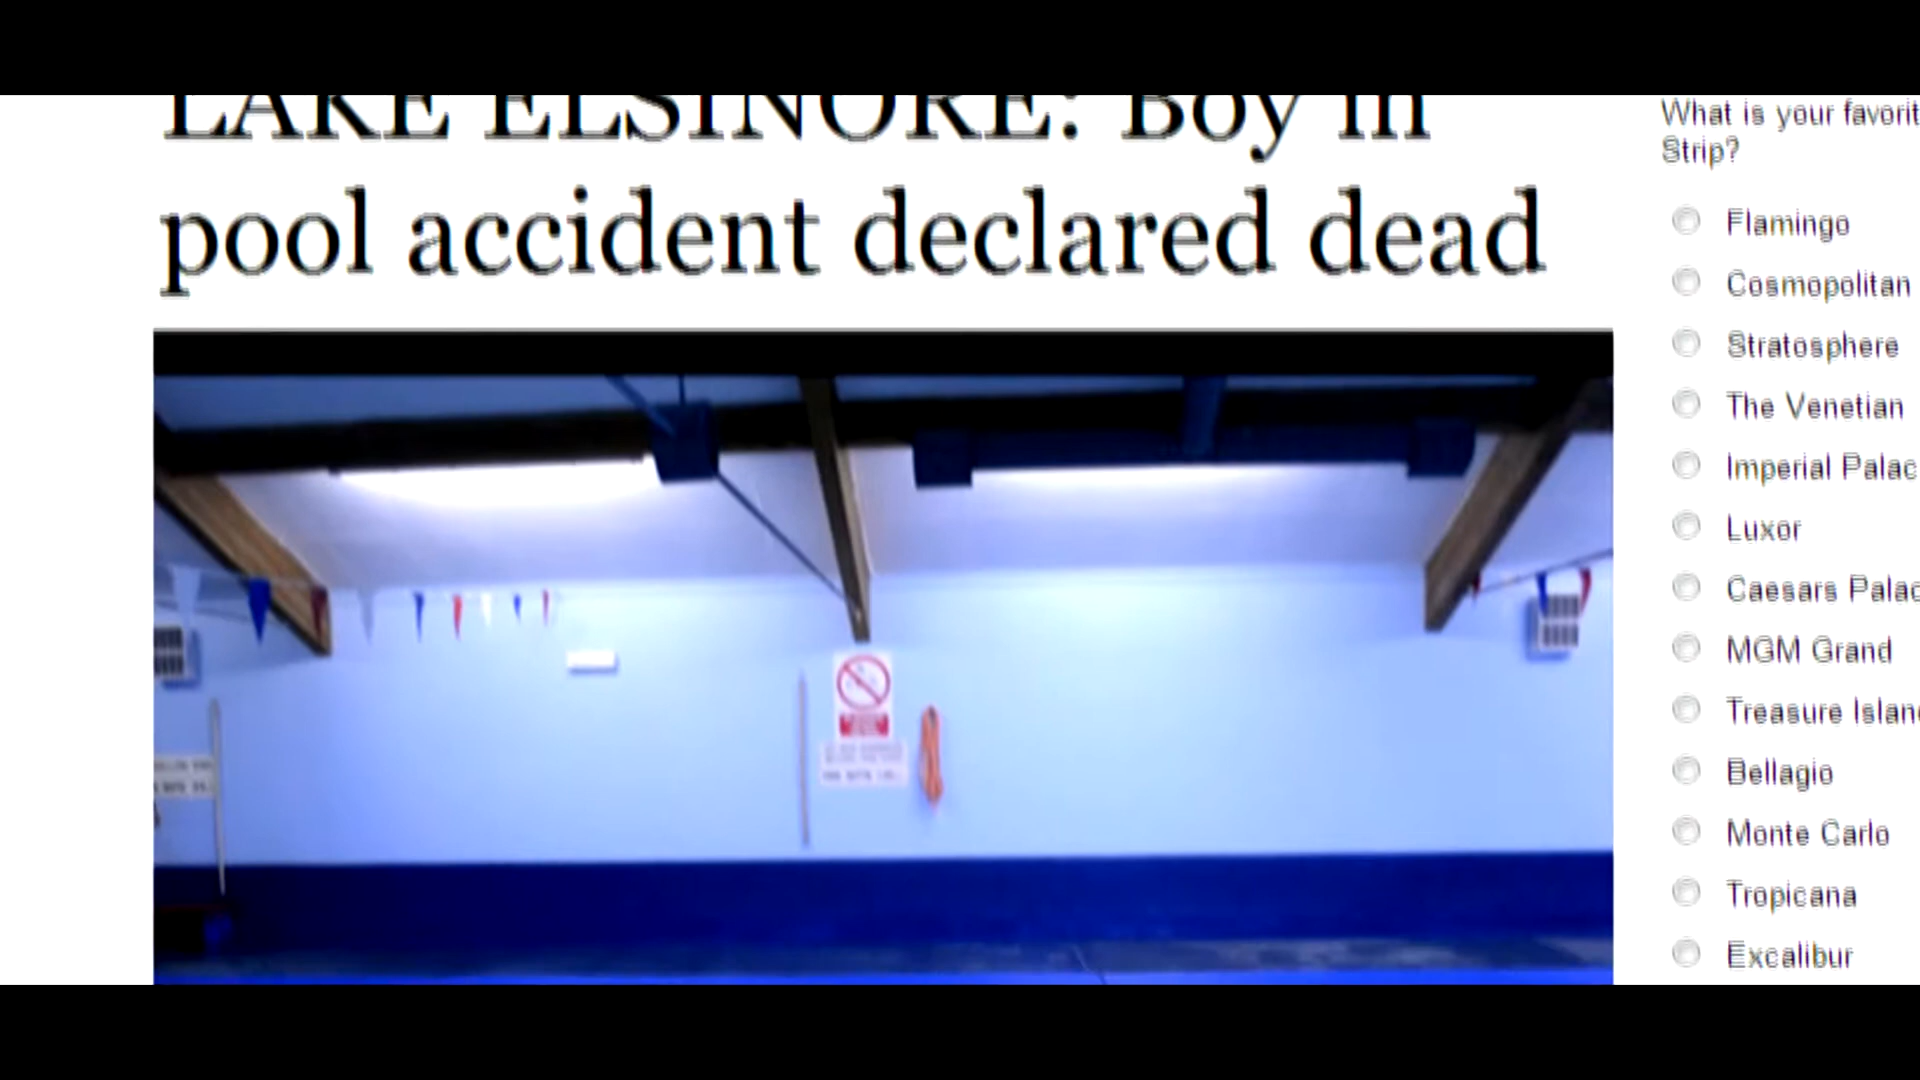 LAKE ELSINORE: Boy in
pool accident declared dead
What is your favorit
Strip?
Flamingo
Cosmopolitan
Stratosphere
The Venetian
Imperial Palac
Luxor
Caesars Palac
MGM Grand
Treasure Islan
Bellagio
Monte Carlo
Tropicana
Excalibur